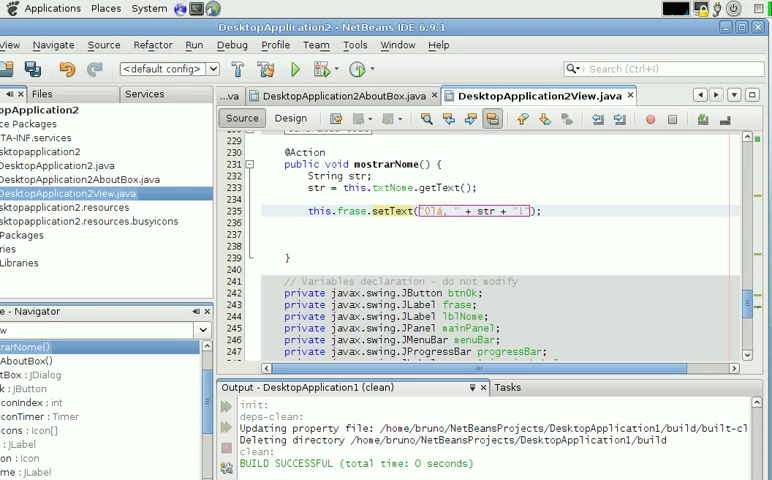 Applications Places System
DesktopApplication2 - NetBeans IDE 6.9.1
View Navigate Source Refactor Run Debug Profile Team Tools Window Help
<default config>
Search (Ctrl+I)
Files Services
...va DesktopApplication2AboutBox.java DesktopApplication2View.java
Source Design
topApplication2
ce Packages
TA-INF.services
sktopapplication2
DesktopApplication2.java
DesktopApplication2AboutBox.java
DesktopApplication2View.java
sktopapplication2.resources
sktopapplication2.resources.busyicons
Packages
ries
Libraries
229
230 @Action
231 public void mostrarNome() {
232 String str;
233 str = this.txtNome.getText();
234
235 this.frase.setText("Olá, " + str + "!");
236
237
238
239 }
240
241 // Variables declaration - do not modify
242 private javax.swing.JButton btnOk;
243 private javax.swing.JLabel frase;
244 private javax.swing.JLabel lblNome;
245 private javax.swing.JPanel mainPanel;
246 private javax.swing.JMenuBar menuBar;
247 private javax.swing.JProgressBar progressBar;
e - Navigator
w
rarNome()
AboutBox()
tBox : JDialog
k : JButton
conIndex : int
conTimer : Timer
cons : Icon[]
: JLabel
con : Icon
me : JLabel
Output - DesktopApplication1 (clean) Tasks
init:
deps-clean:
Updating property file: /home/bruno/NetBeansProjects/DesktopApplication1/build/built-cl
Deleting directory /home/bruno/NetBeansProjects/DesktopApplication1/build
clean:
BUILD SUCCESSFUL (total time: 0 seconds)